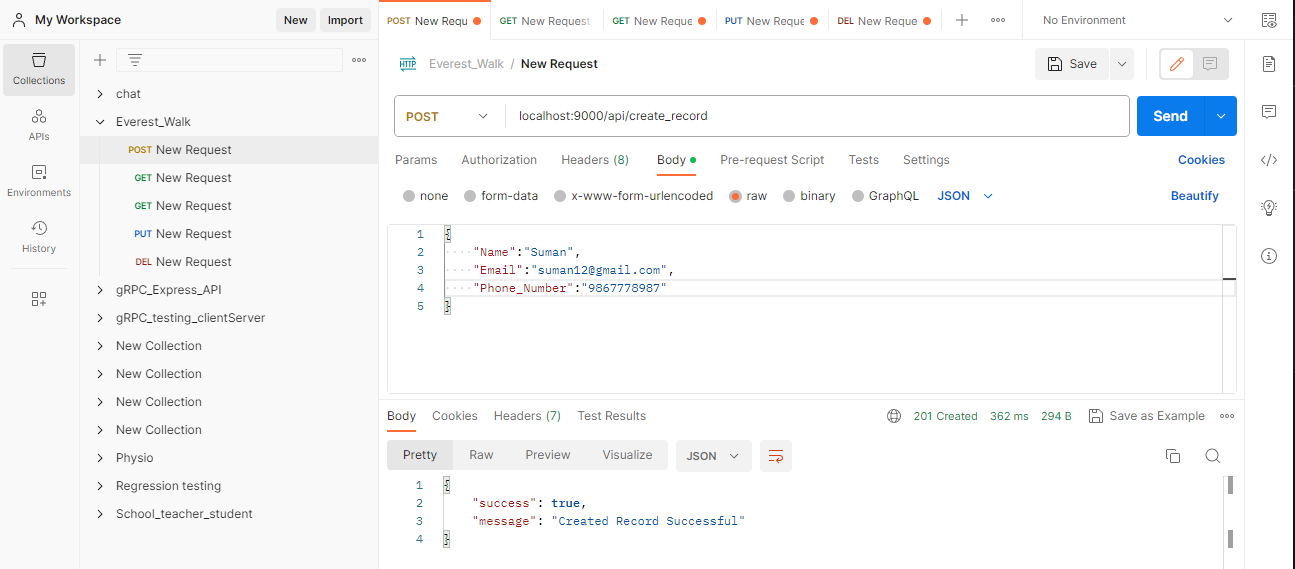 My Workspace
New
Import
POST New Requ
GET New Request
GET New Reque
PUT New Reque
DEL New Reque
No Environment
Collections
APIs
Environments
History
chat
Everest_Walk
POST New Request
GET New Request
GET New Request
PUT New Request
DEL New Request
gRPC_Express_API
gRPC_testing_clientServer
New Collection
New Collection
New Collection
New Collection
Physio
Regression testing
School_teacher_student
HTTP
Everest_Walk / New Request
Save
POST
localhost:9000/api/create_record
Send
Params Authorization Headers (8) Body Pre-request Script Tests Settings
Cookies
none form-data x-www-form-urlencoded raw binary GraphQL JSON
Beautify
1 {
2 "Name":"Suman",
3 "Email":"suman12@gmail.com",
4 "Phone_Number":"9867778987"
5 }
Body Cookies Headers (7) Test Results
201 Created 362 ms 294 B Save as Example
Pretty Raw Preview Visualize JSON
1 {
2 "success": true,
3 "message": "Created Record Successful"
4 }